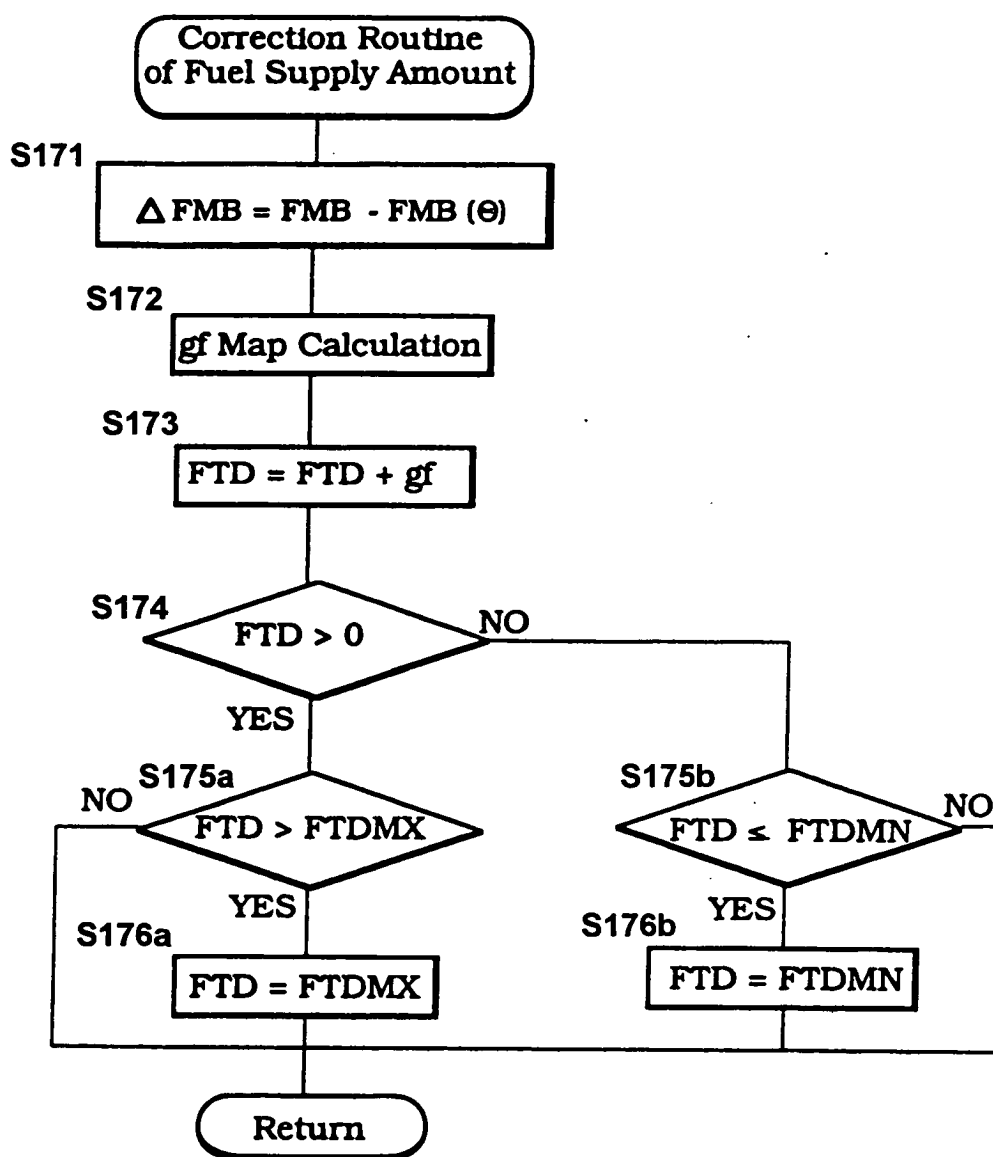 Correction Routine
of Fuel Supply Amount
S171
Δ FMB = FMB - FMB (Θ)
S172
gf Map Calculation
S173
FTD = FTD + gf
S174
FTD > 0
NO
YES
S175a
NO
FTD > FTDMX
YES
S175b
FTD ≤ FTDMN
NO
YES
S176a
FTD = FTDMX
S176b
FTD = FTDMN
Return